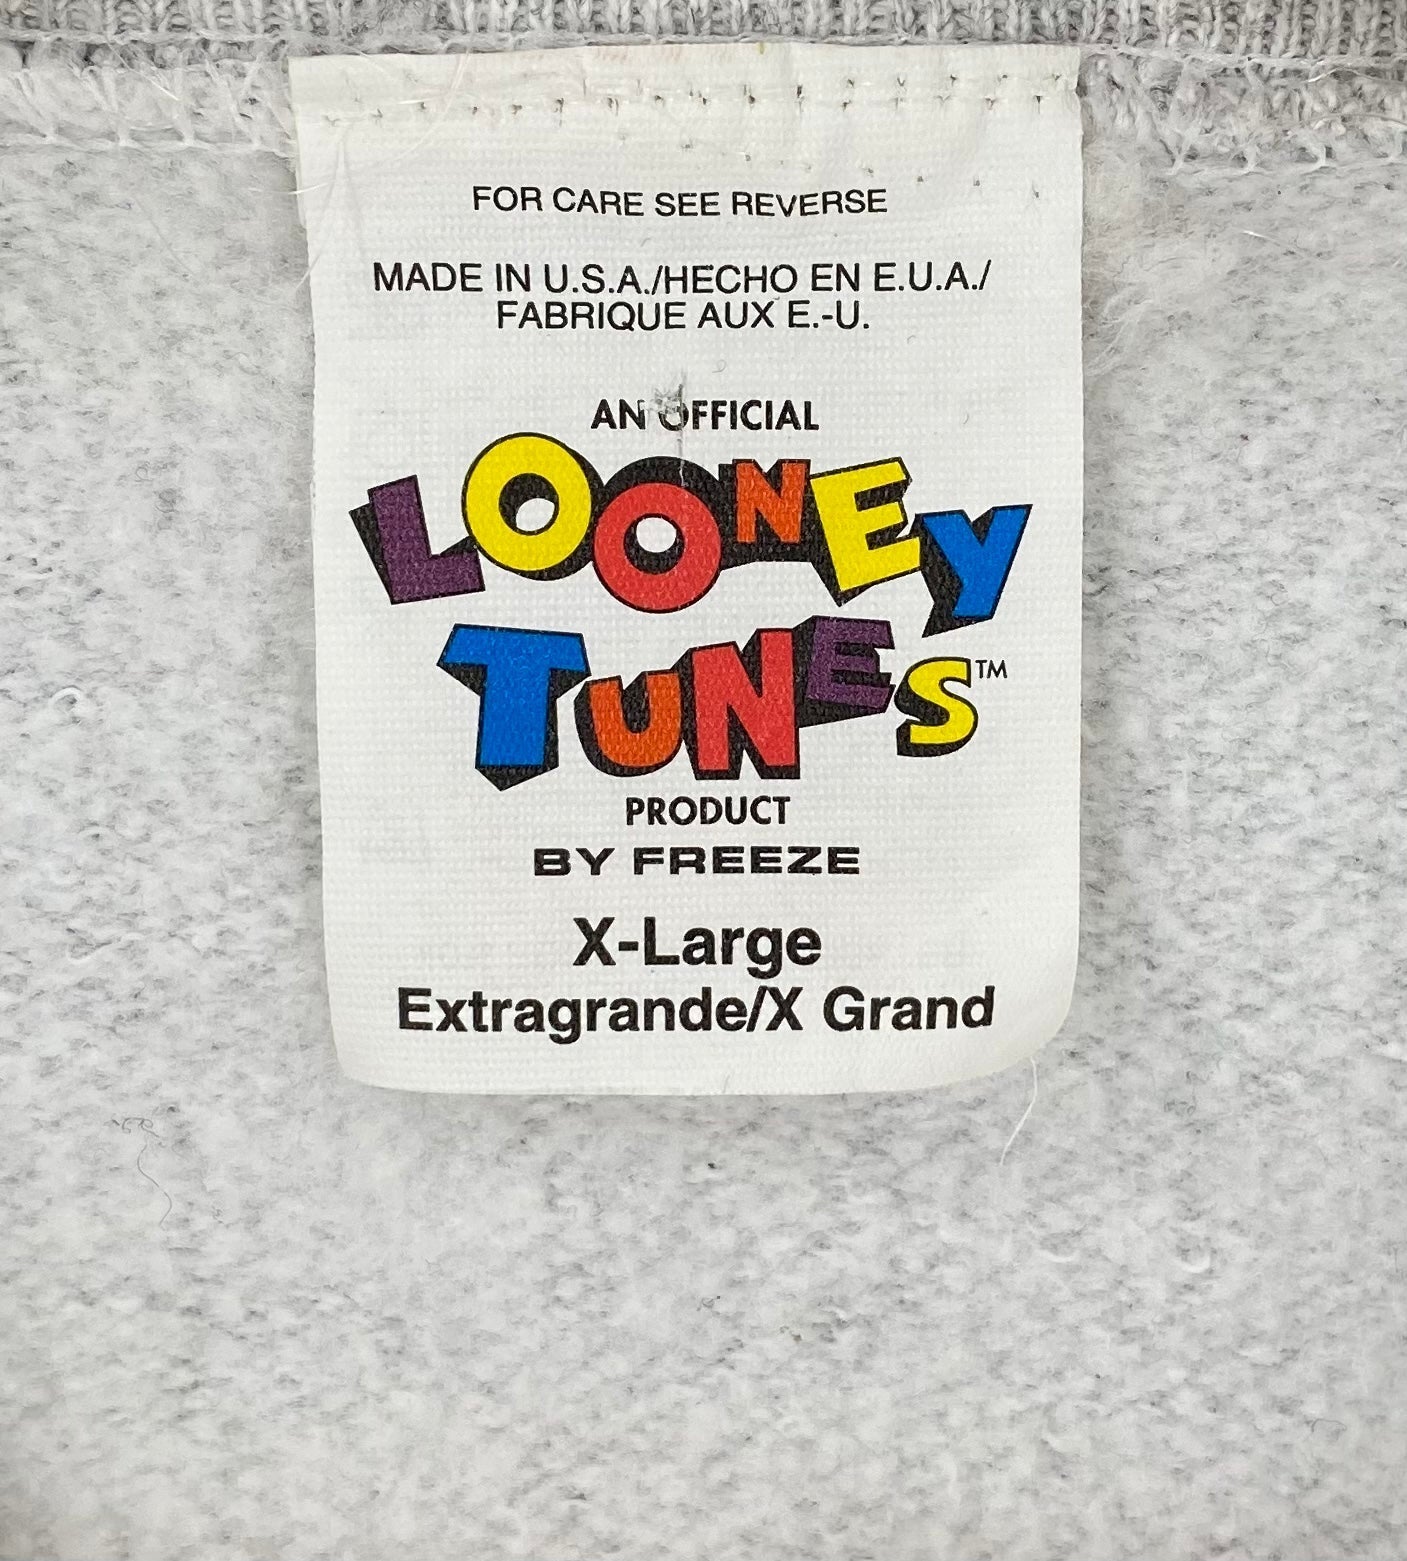 FOR CARE SEE REVERSE
MADE IN U.S.A./HECHO EN E.U.A./
FABRIQUE AUX E.-U.
AN OFFICIAL
LOONEY
TUNES™
PRODUCT
BY FREEZE
X-Large
Extragrande/X Grand